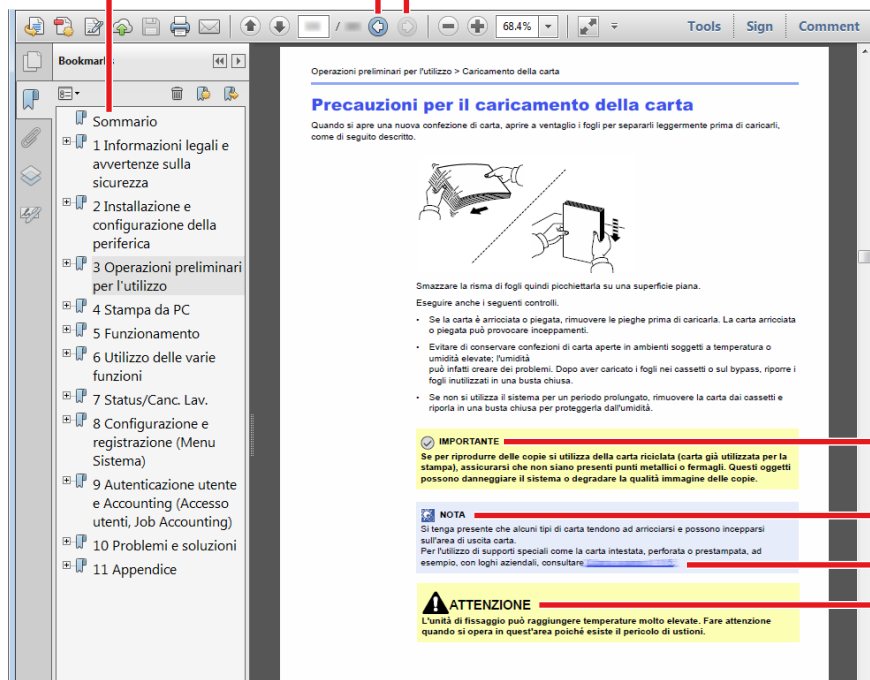 /
68.4%
Tools
Sign
Comment
Bookmarks
Sommario
1 Informazioni legali e
avvertenze sulla
sicurezza
2 Installazione e
configurazione della
periferica
3 Operazioni preliminari
per l'utilizzo
4 Stampa da PC
5 Funzionamento
6 Utilizzo delle varie
funzioni
7 Status/Canc. Lav.
8 Configurazione e
registrazione (Menu
Sistema)
9 Autenticazione utente
e Accounting (Accesso
utenti, Job Accounting)
10 Problemi e soluzioni
11 Appendice
Operazioni preliminari per l'utilizzo > Caricamento della carta
Precauzioni per il caricamento della carta
Quando si apre una nuova confezione di carta, aprire a ventaglio i fogli per separarli leggermente prima di caricarli,
come di seguito descritto.
Smazzare la risma di fogli quindi picchiettarla su una superficie piana.
Eseguire anche i seguenti controlli.
• Se la carta è arricciata o piegata, rimuovere le pieghe prima di caricarla. La carta arricciata
o piegata può provocare inceppamenti.
• Evitare di conservare confezioni di carta aperte in ambienti soggetti a temperatura o
umidità elevate; l'umidità
può infatti creare dei problemi. Dopo aver caricato i fogli nei cassetti o sul bypass, riporre i
fogli inutilizzati in una busta chiusa.
• Se non si utilizza il sistema per un periodo prolungato, rimuovere la carta dai cassetti e
riporla in una busta chiusa per proteggerla dall'umidità.
IMPORTANTE
Se per riprodurre delle copie si utilizza della carta riciclata (carta già utilizzata per la
stampa), assicurarsi che non siano presenti punti metallici o fermagli. Questi oggetti
possono danneggiare il sistema o degradare la qualità immagine delle copie.
NOTA
Si tenga presente che alcuni tipi di carta tendono ad arricciarsi e possono incepparsi
sull'area di uscita carta.
Per l'utilizzo di supporti speciali come la carta intestata, perforata o prestampata, ad
esempio, con loghi aziendali, consultare
ATTENZIONE
L'unità di fissaggio può raggiungere temperature molto elevate. Fare attenzione
quando si opera in quest'area poiché esiste il pericolo di ustioni.